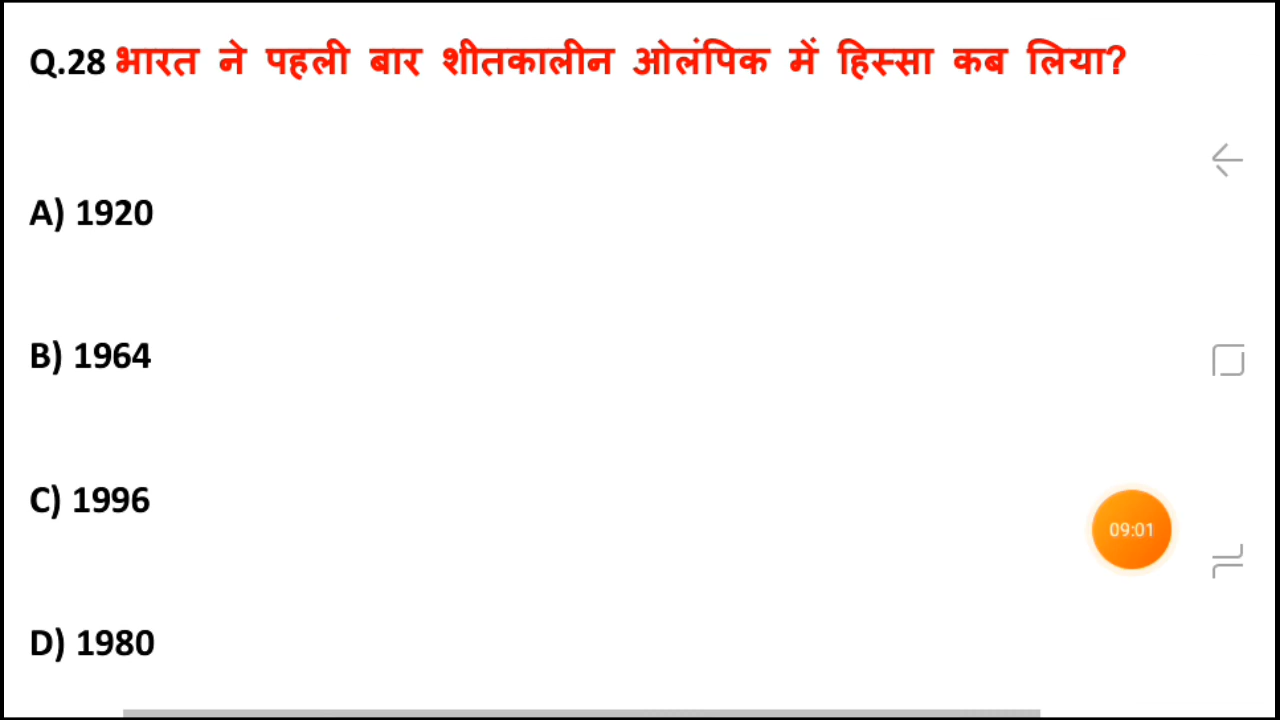 Q.28 भारत ने पहली बार शीतकालीन ओलंपिक में हिस्सा कब लिया?
A) 1920
B) 1964
C) 1996
09:01
D) 1980